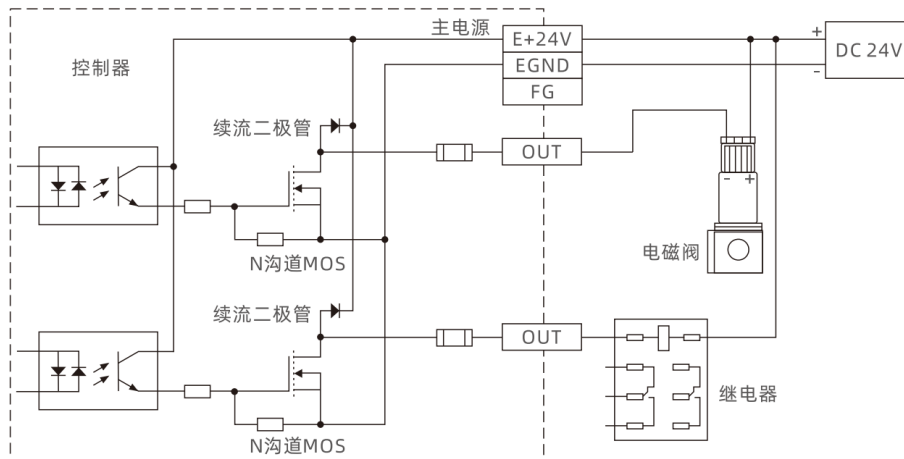 主电源
E+24V
+
DC 24V
控制器
EGND
-
FG
续流二极管
OUT
- +
电磁阀
N沟道MOS
续流二极管
OUT
继电器
N沟道MOS